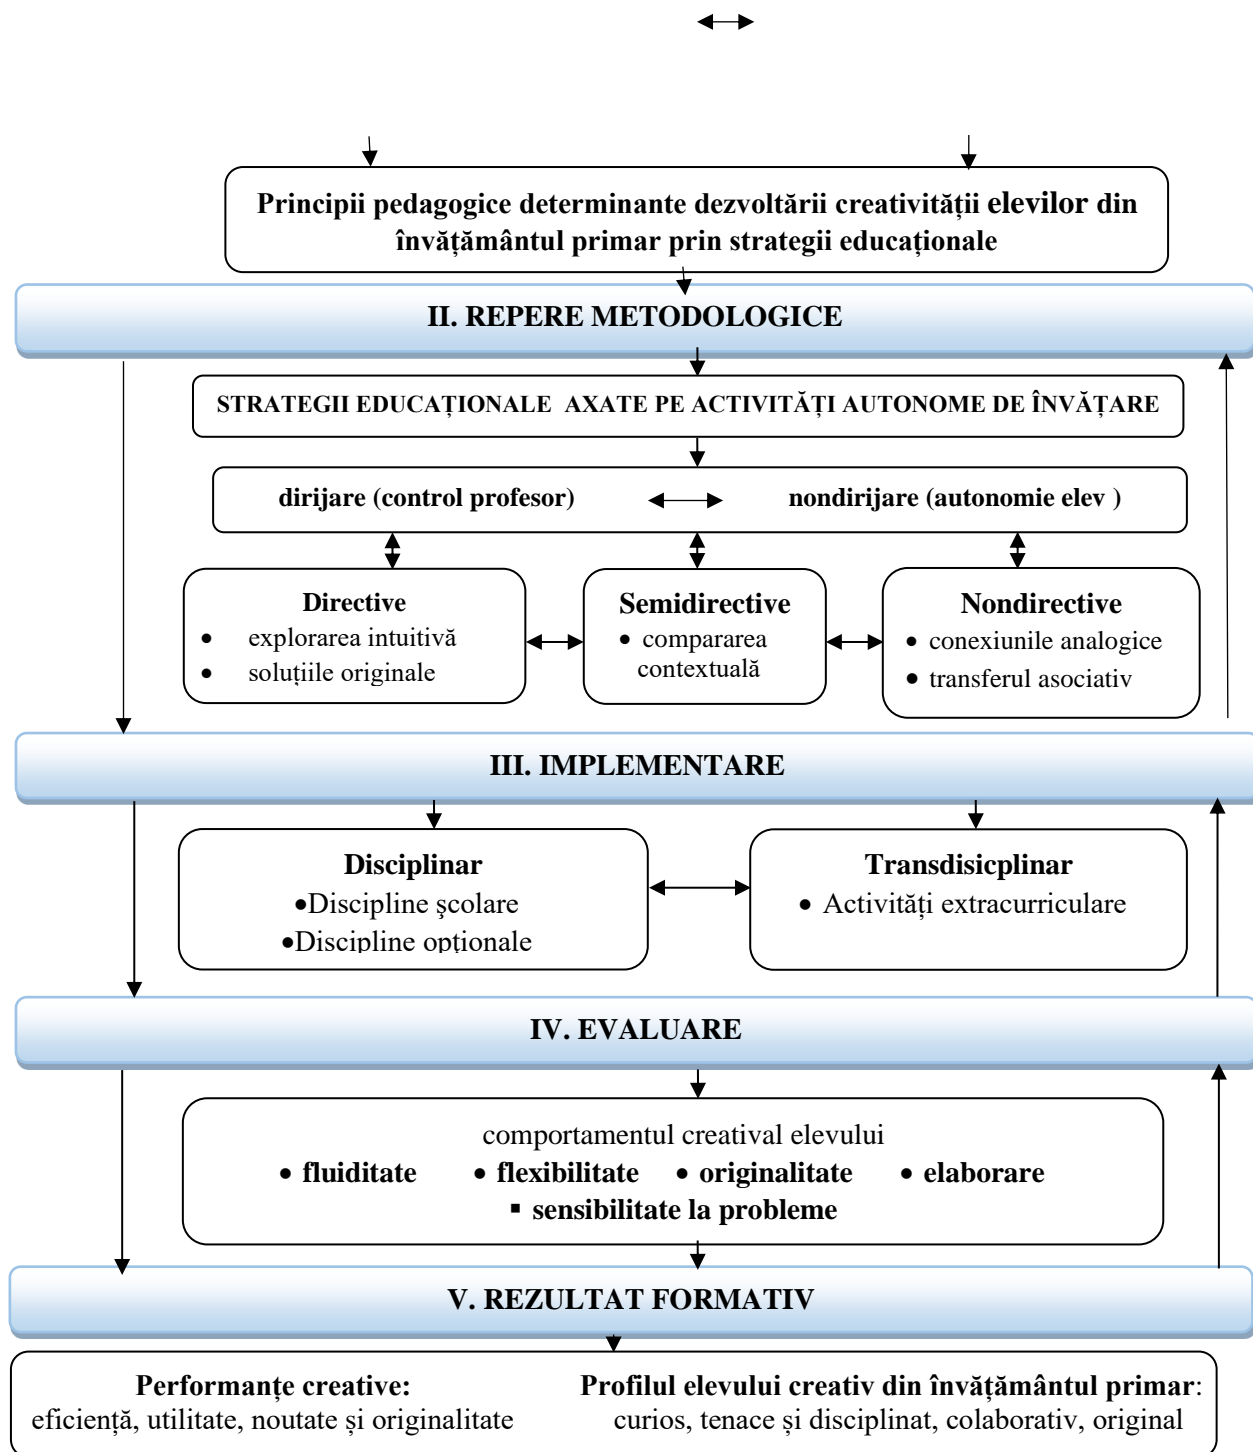 Principii pedagogice determinante dezvoltării creativității elevilor din
învățământul primar prin strategii educaționale
II. REPERE METODOLOGICE
STRATEGII EDUCAȚIONALE AXATE PE ACTIVITĂȚI AUTONOME DE ÎNVĂȚARE
dirijare (control profesor) nondirijare (autonomie elev )
Directive
• explorarea intuitivă
• soluțiile originale
Semidirective
• compararea
contextuală
Nondirective
• conexiunile analogice
• transferul asociativ
III. IMPLEMENTARE
Disciplinar
•Discipline şcolare
•Discipline opționale
Transdisicplinar
• Activități extracurriculare
IV. EVALUARE
comportamentul creatival elevului
• fluiditate • flexibilitate • originalitate • elaborare
▪ sensibilitate la probleme
V. REZULTAT FORMATIV
Performanțe creative:
eficiență, utilitate, noutate și originalitate
Profilul elevului creativ din învățământul primar:
curios, tenace și disciplinat, colaborativ, original